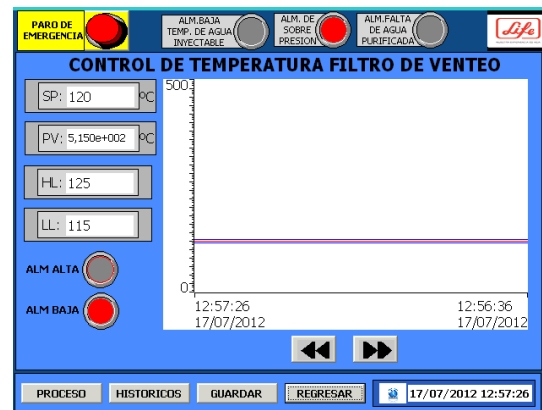 PARO DE
EMERGENCIA
ALM.BAJA
TEMP. DE AGUA
INYECTABLE
ALM. DE
SOBRE
PRESION
ALM.FALTA
DE AGUA
PURIFICADA
Life
CONTROL DE TEMPERATURA FILTRO DE VENTEO
SP: 120 ºC
PV: 5,150e+002 ºC
HL: 125
LL: 115
ALM ALTA
ALM BAJA
500
0
12:57:26
17/07/2012
12:56:36
17/07/2012
PROCESO HISTORICOS GUARDAR REGRESAR 17/07/2012 12:57:26